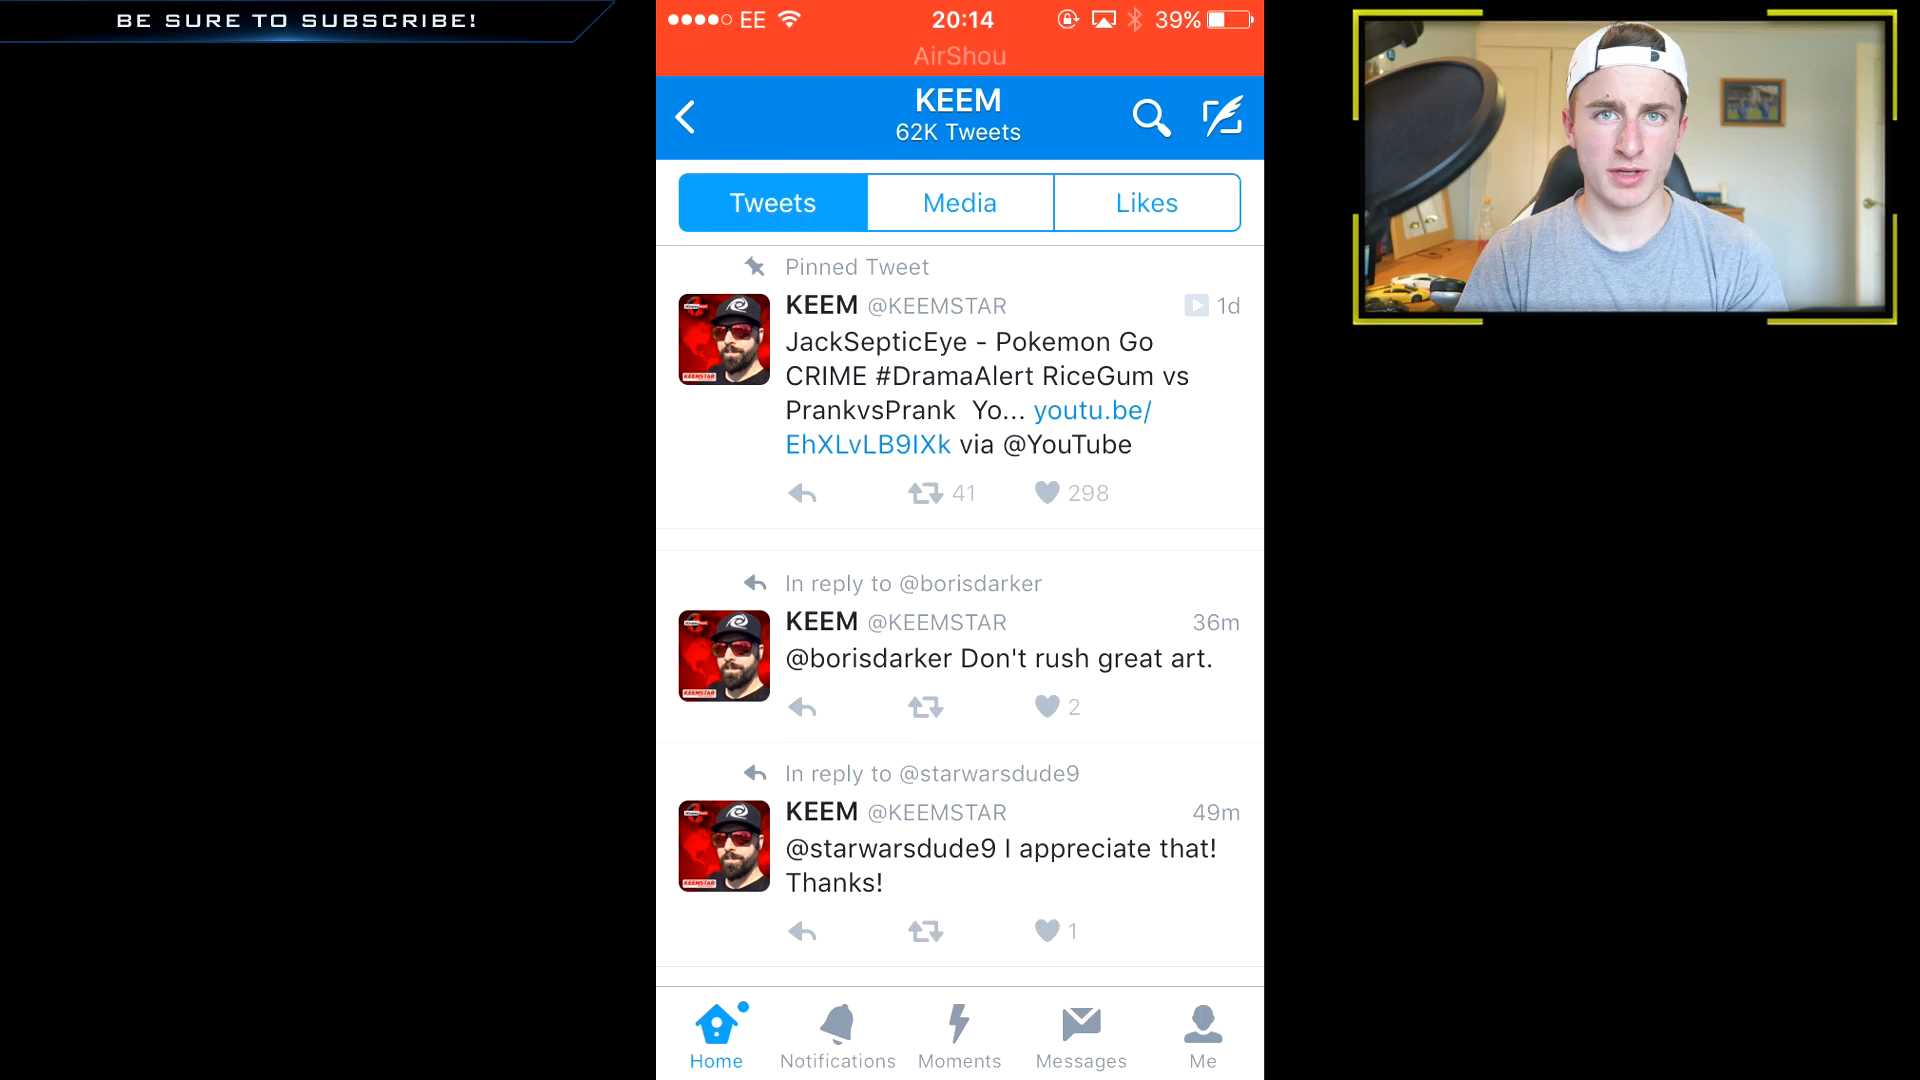 BE SURE TO SUBSCRIBE!
EE 20:14 39%
AirShou
KEEM
62K Tweets
Tweets Media Likes
Pinned Tweet
KEEM @KEEMSTAR 1d
JackSepticEye - Pokemon Go
CRIME #DramaAlert RiceGum vs
PrankvsPrank Yo... youtu.be/
EhXLvLB9IXk via @YouTube
41 298
In reply to @borisdarker
KEEM @KEEMSTAR 36m
@borisdarker Don't rush great art.
2
In reply to @starwarsdude9
KEEM @KEEMSTAR 49m
@starwarsdude9 I appreciate that!
Thanks!
1
Home Notifications Moments Messages Me
KEEMSTAR
KEEMSTAR
KEEMSTAR